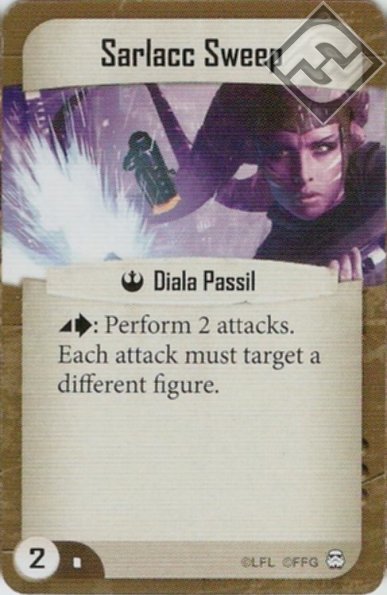 Sarlacc Sweep
Diala Passil
: Perform 2 attacks.
Each attack must target a
different figure.
2
©LFL ©FFG